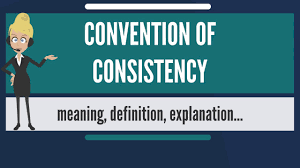 CONVENTION OF
CONSISTENCY
meaning, definition, explanation...